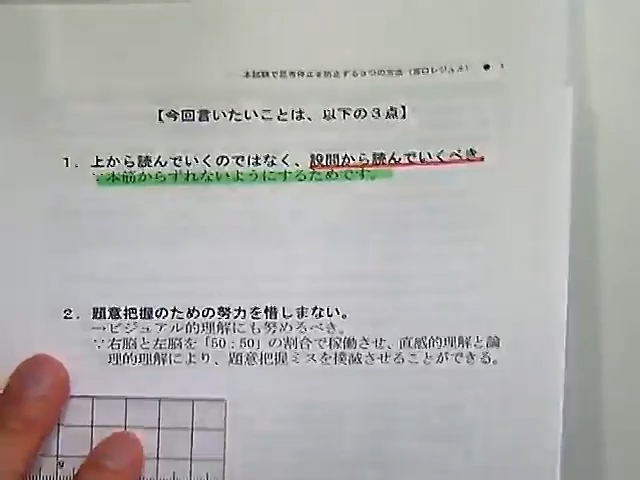 本試験で思考停止を防止する3つの方法（宮口レジュメ） ● 1
【今回言いたいことは、以下の3点】
1．上から読んでいくのではなく、設問から読んでいくべき。
∵本筋からずれないようにするためです。
2．題意把握のための努力を惜しまない。
→ビジュアル的理解にも努めるべき。
∵右脳と左脳を「50：50」の割合で稼働させ、直感的理解と論
理的理解により、題意把握ミスを撲滅させることができる。